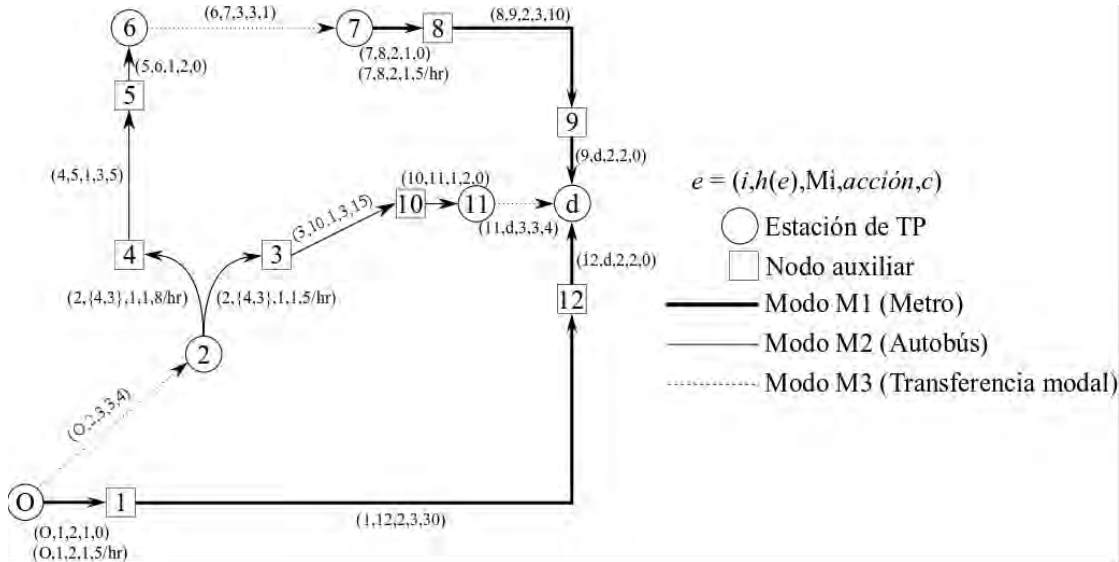 (6,7,3,3,1)
(8,9,2,3,10)
6
7
8
(7,8,2,1,0)
(7,8,2,1,5/hr)
(5,6,1,2,0)
5
9
(4,5,1,3,5)
(9,d,2,2,0)
(10,11,1,2,0)
e = (i,h(e),Mi,acción,c)
10
11
d
Estación de TP
(3,10,1,3,15)
(11,d,3,3,4)
4
3
(12,d,2,2,0)
Nodo auxiliar
(2,{4,3},1,1,8/hr)
(2,{4,3},1,1,5/hr)
12
Modo M1 (Metro)
2
Modo M2 (Autobús)
Modo M3 (Transferencia modal)
(O,2,3,3,4)
O
1
(1,12,2,3,30)
(O,1,2,1,0)
(O,1,2,1,5/hr)